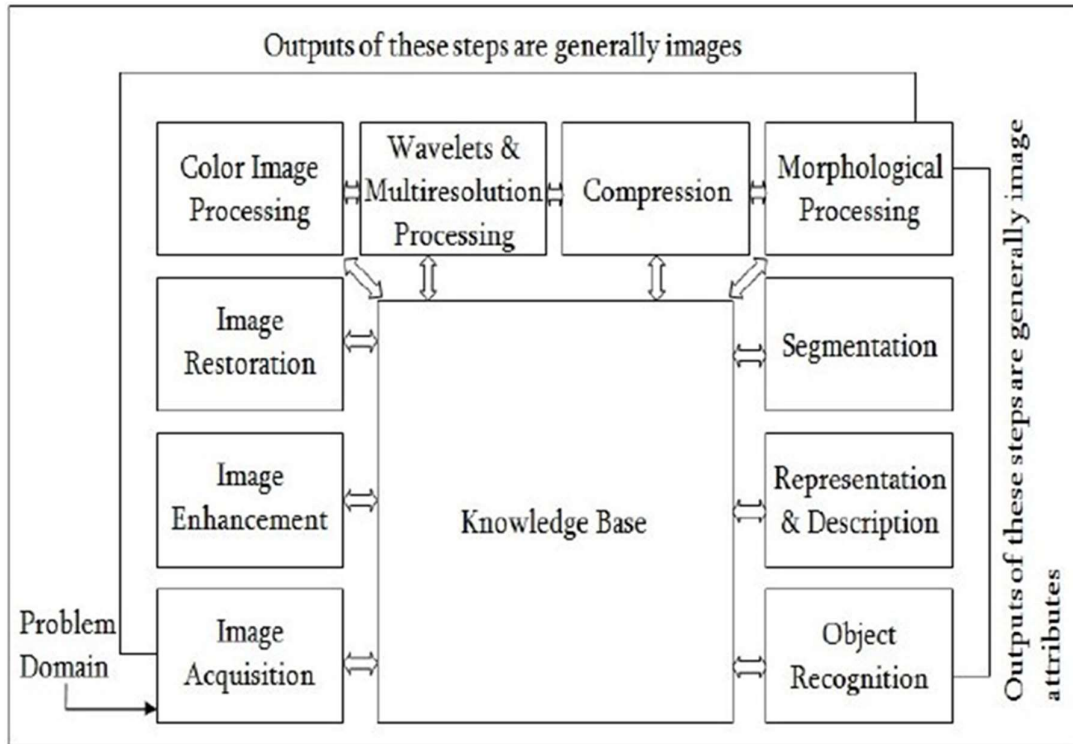 Outputs of these steps are generally images
Color Image
Processing
Wavelets &
Multiresolution
Processing
Compression
Morphological
Processing
Image
Restoration
Segmentation
Image
Enhancement
Knowledge Base
Representation
& Description
Problem
Domain
Image
Acquisition
Object
Recognition
Outputs of these steps are generally image
attributes